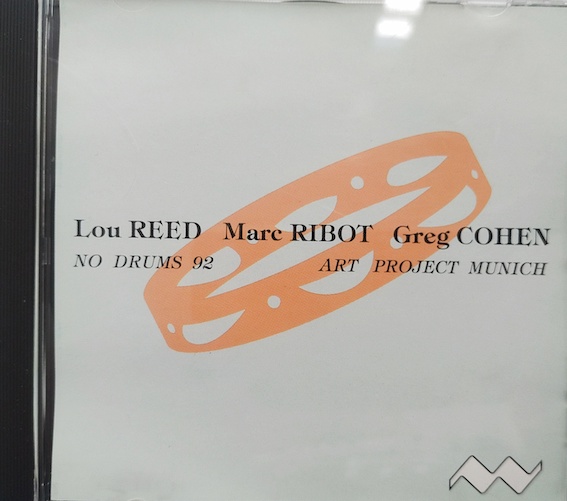 Lou REED Marc RIBOT Greg COHEN
NO DRUMS 92 ART PROJECT MUNICH